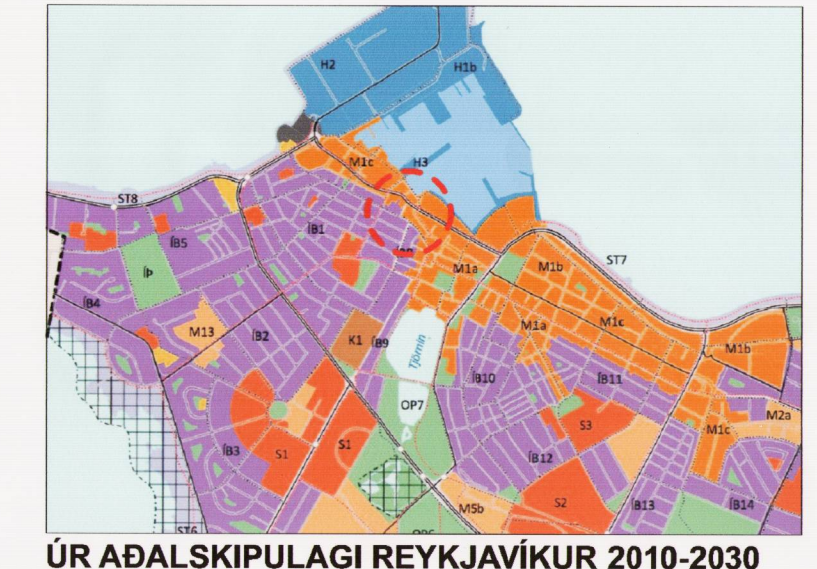 H2
H1b
M1c
H3
ST8
ÍB1
ÍB5
ÍÞ
ST7
M1b
M1a
ÍB4
M13
ÍB2
K1
ÍB9
Tjörnin
M1a
M1c
M1b
ÍB10
ÍB11
OP7
M2a
S3
M1c
ÍB3
S1
S1
ÍB12
M5b
S2
ÍB13
ÍB14
ST6
ÚR AÐALSKIPULAGI REYKJAVÍKUR 2010-2030